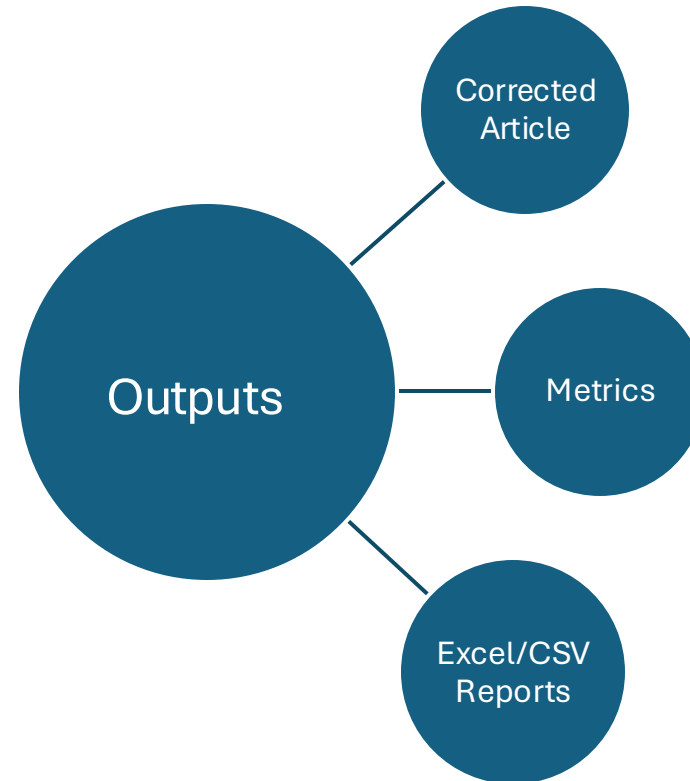 Corrected
Article
Outputs
Metrics
Excel/CSV
Reports